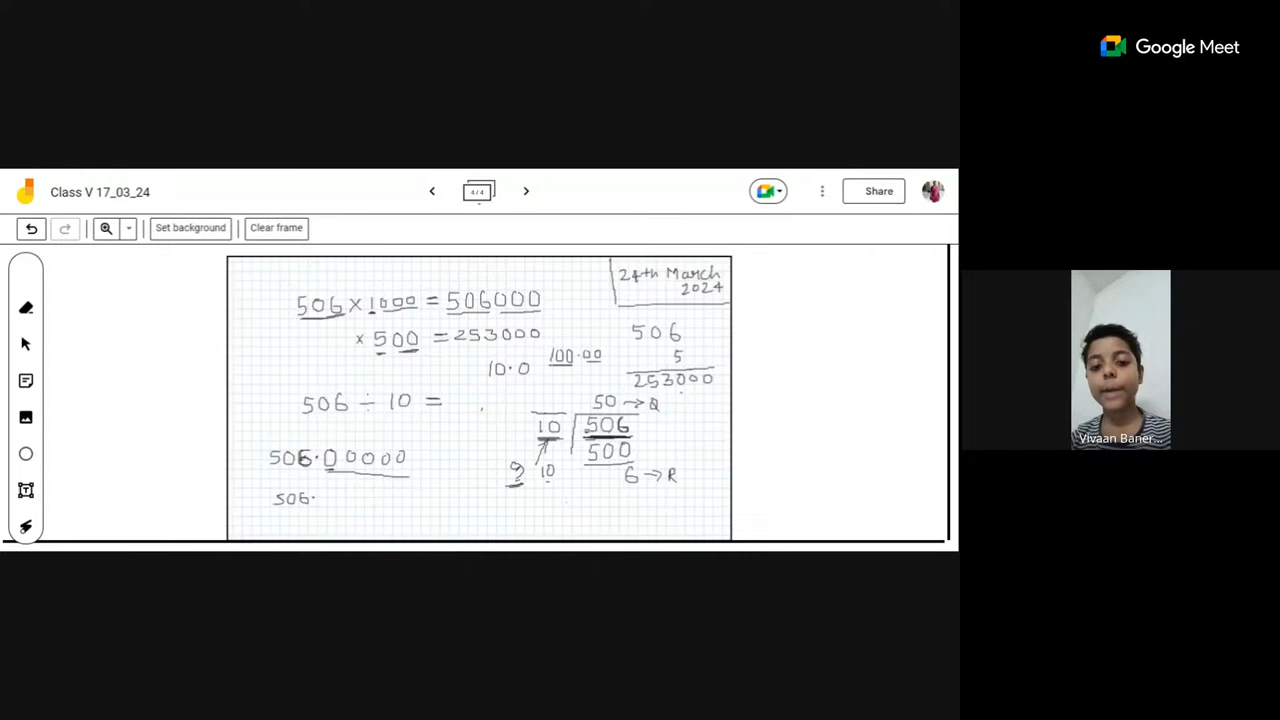 Google Meet
Class V 17_03_24
4/4
Share
Set background
Clear frame
24th March
2024
506 × 1000 = 506000
× 500 = 253000
506
5
253000
10.0 100.00
506 ÷ 10 =
50 → Q
10 506
500
6 → R
? 10
506.00000
506.
Vivaan Baner...